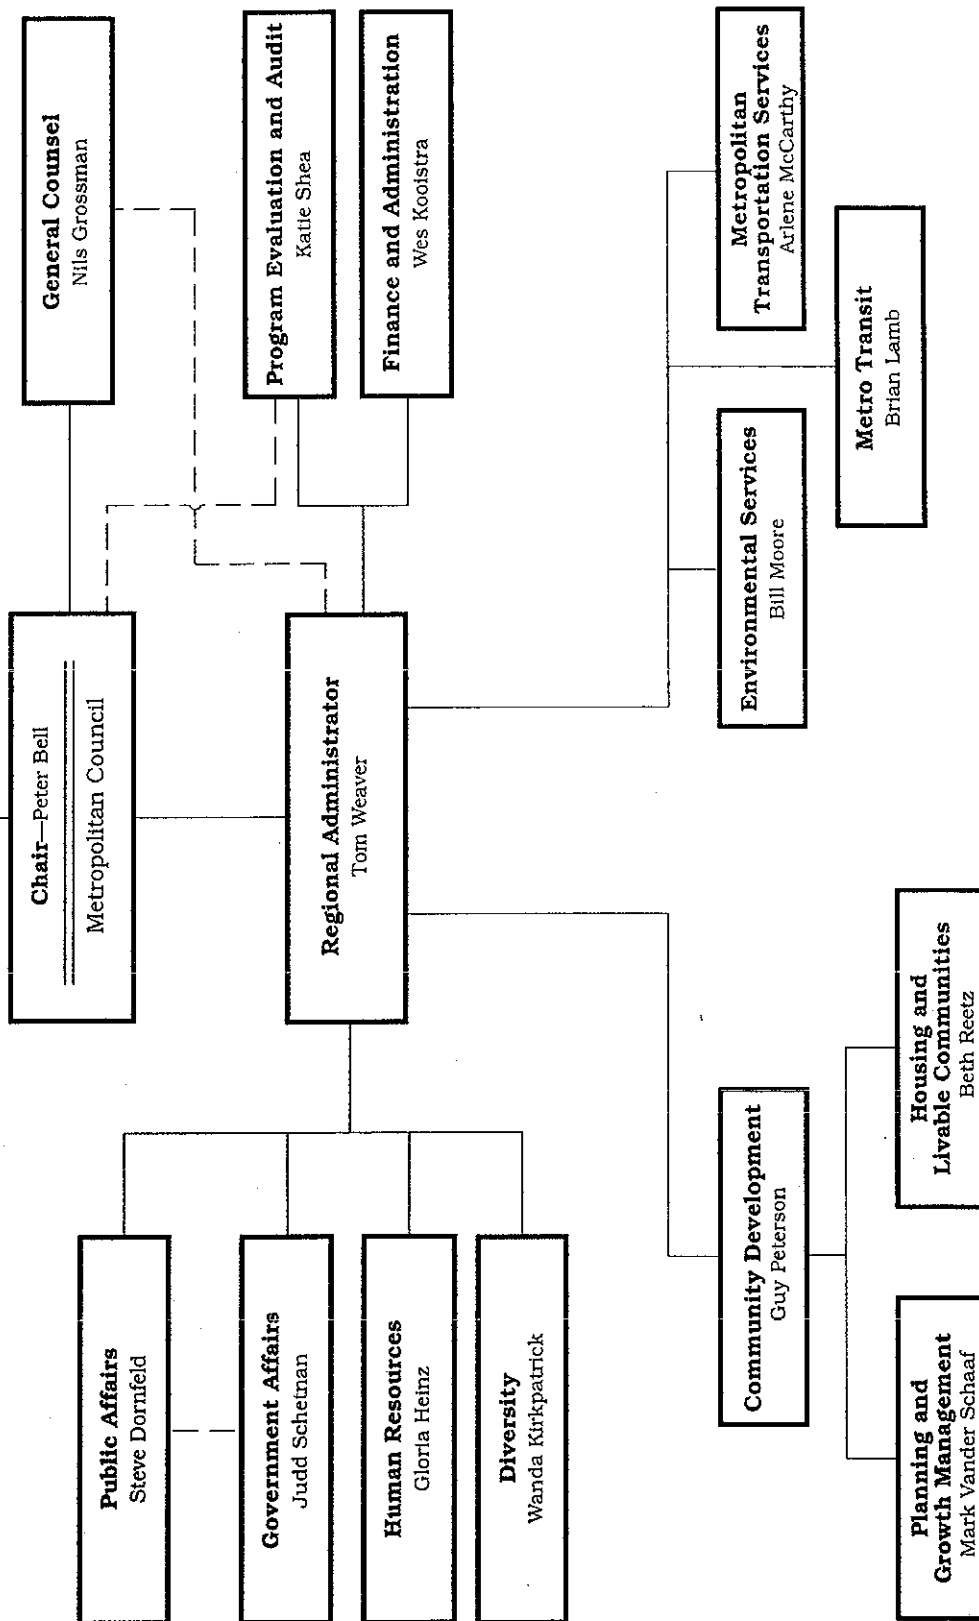 Chair—Peter Bell
Metropolitan Council
General Counsel
Nils Grossman
Public Affairs
Steve Dornfeld
Government Affairs
Judd Schetnan
Human Resources
Gloria Heinz
Diversity
Wanda Kirkpatrick
Regional Administrator
Tom Weaver
Program Evaluation and Audit
Katie Shea
Finance and Administration
Wes Kooistra
Community Development
Guy Peterson
Environmental Services
Bill Moore
Metropolitan
Transportation Services
Arlene McCarthy
Metro Transit
Brian Lamb
Planning and
Growth Management
Mark Vander Schaaf
Housing and
Livable Communities
Beth Reetz